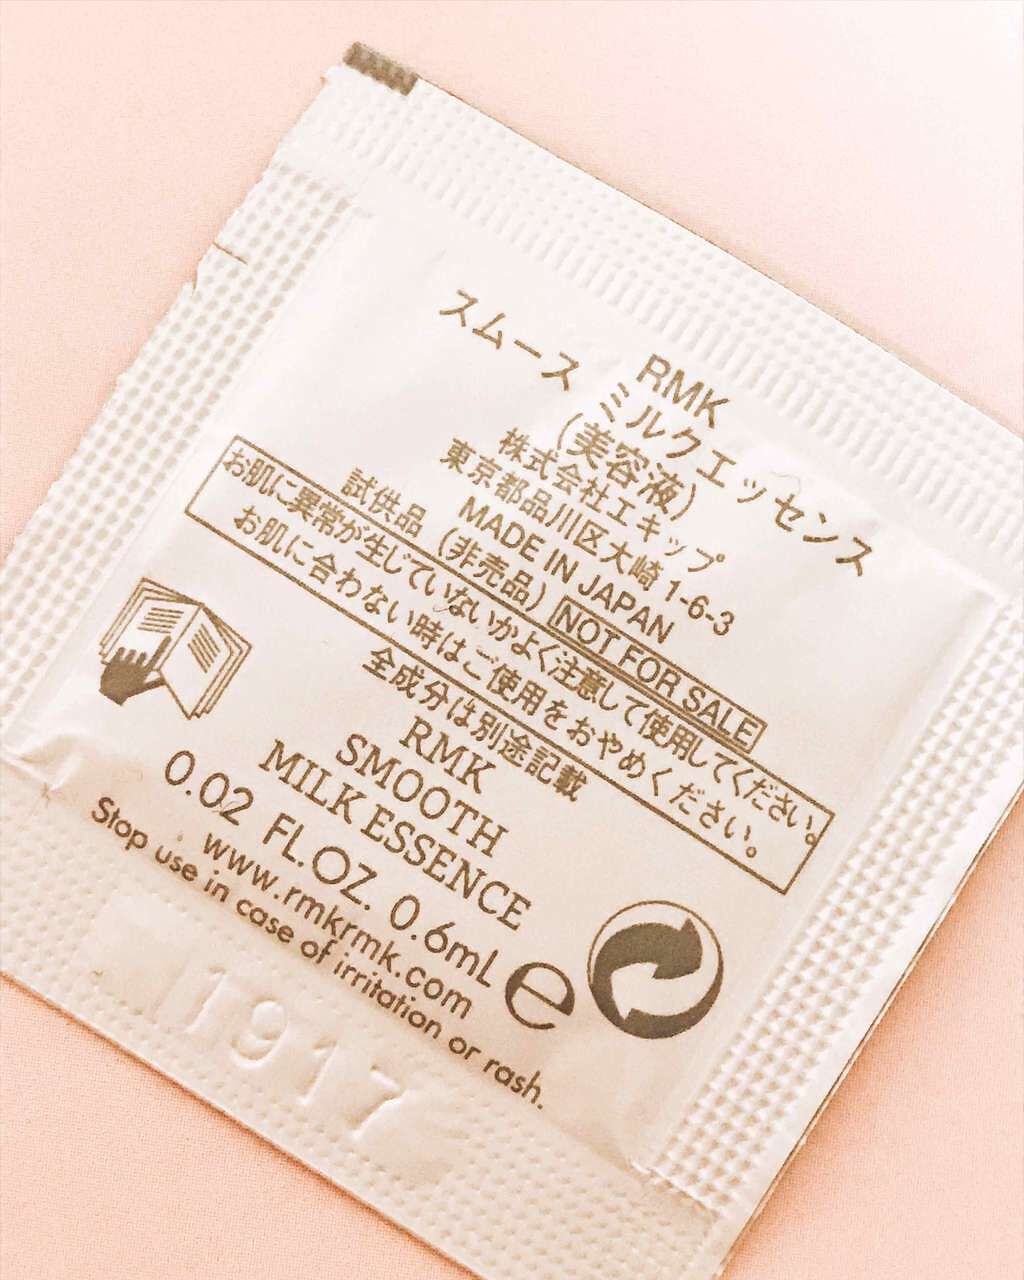 RMK
スムース ミルクエッセンス
(美容液)
株式会社エキップ
東京都品川区大崎 1-6-3
MADE IN JAPAN
試供品 (非売品) NOT FOR SALE
お肌に異常が生じていないかよく注意して使用してください。
お肌に合わない時はご使用をおやめください。
全成分は別途記載
RMK
SMOOTH
MILK ESSENCE
0.02 FL.OZ. 0.6mL e
www.rmkrmk.com
Stop use in case of irritation or rash.
1917